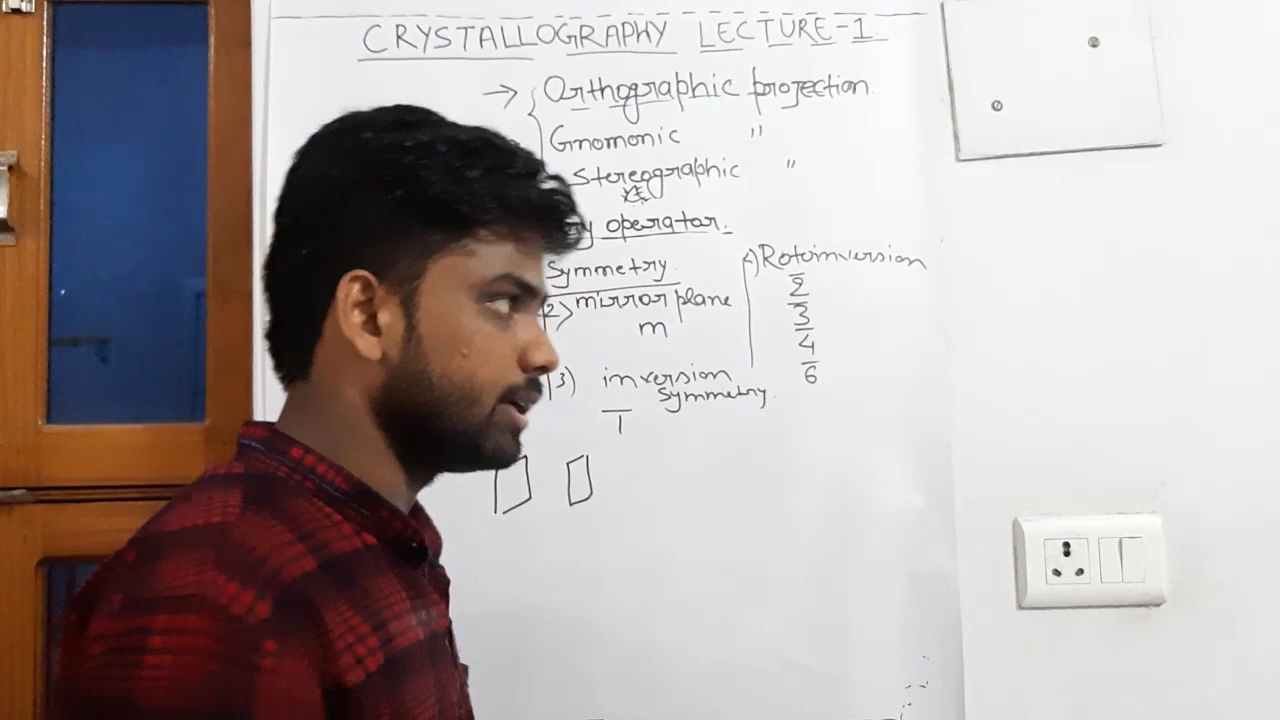 CRYSTALLOGRAPHY LECTURE-1.
→ Orthographic projection.
Gnomonic "
Stereographic "
operator.
Symmetry.
2) mirror plane
m
3) inversion
symmetry.
1̅
4) Rotoinversion
2̅
3̅
4̅
6̅